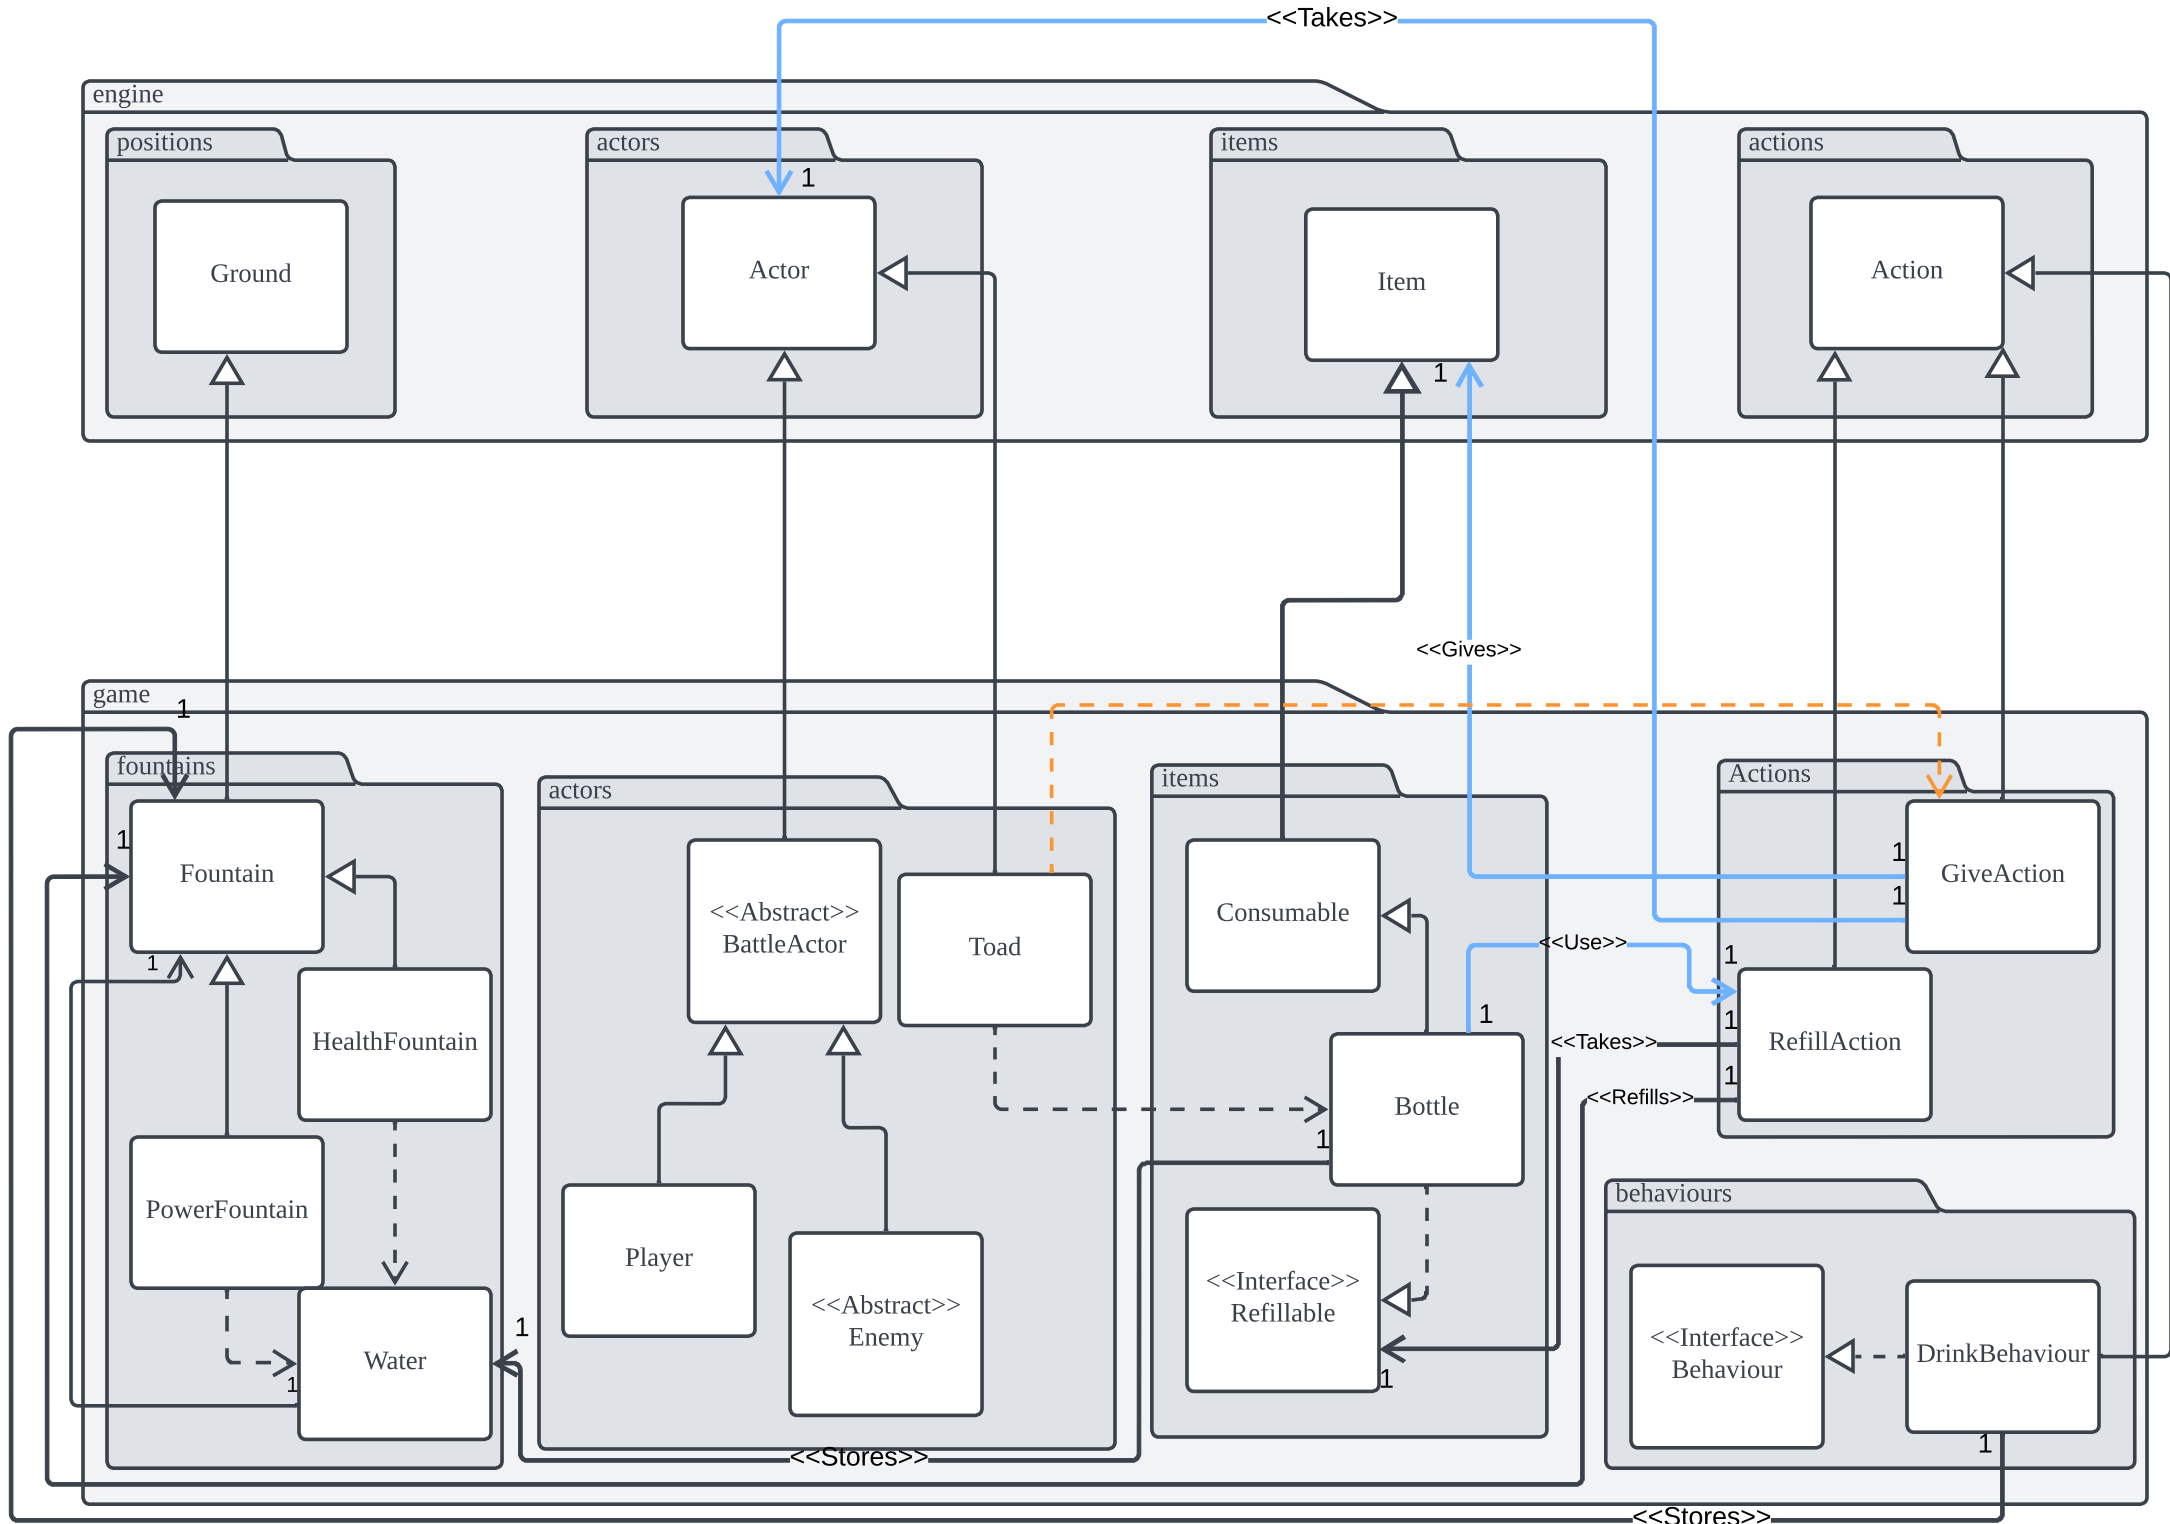 <<Takes>>
engine
positions
actors
items
actions
1
Ground
Actor
Item
Action
1
<<Gives>>
game
1
fountains
actors
items
Actions
1
Fountain
1
GiveAction
1
<<Abstract>>
BattleActor
Toad
Consumable
<<Use>>
1
1
HealthFountain
1
1
<<Takes>>
RefillAction
1
<<Refills>>
Bottle
1
behaviours
PowerFountain
Player
<<Interface>>
Refillable
<<Abstract>>
Enemy
1
Water
1
1
<<Interface>>
Behaviour
DrinkBehaviour
1
<<Stores>>
<<Stores>>